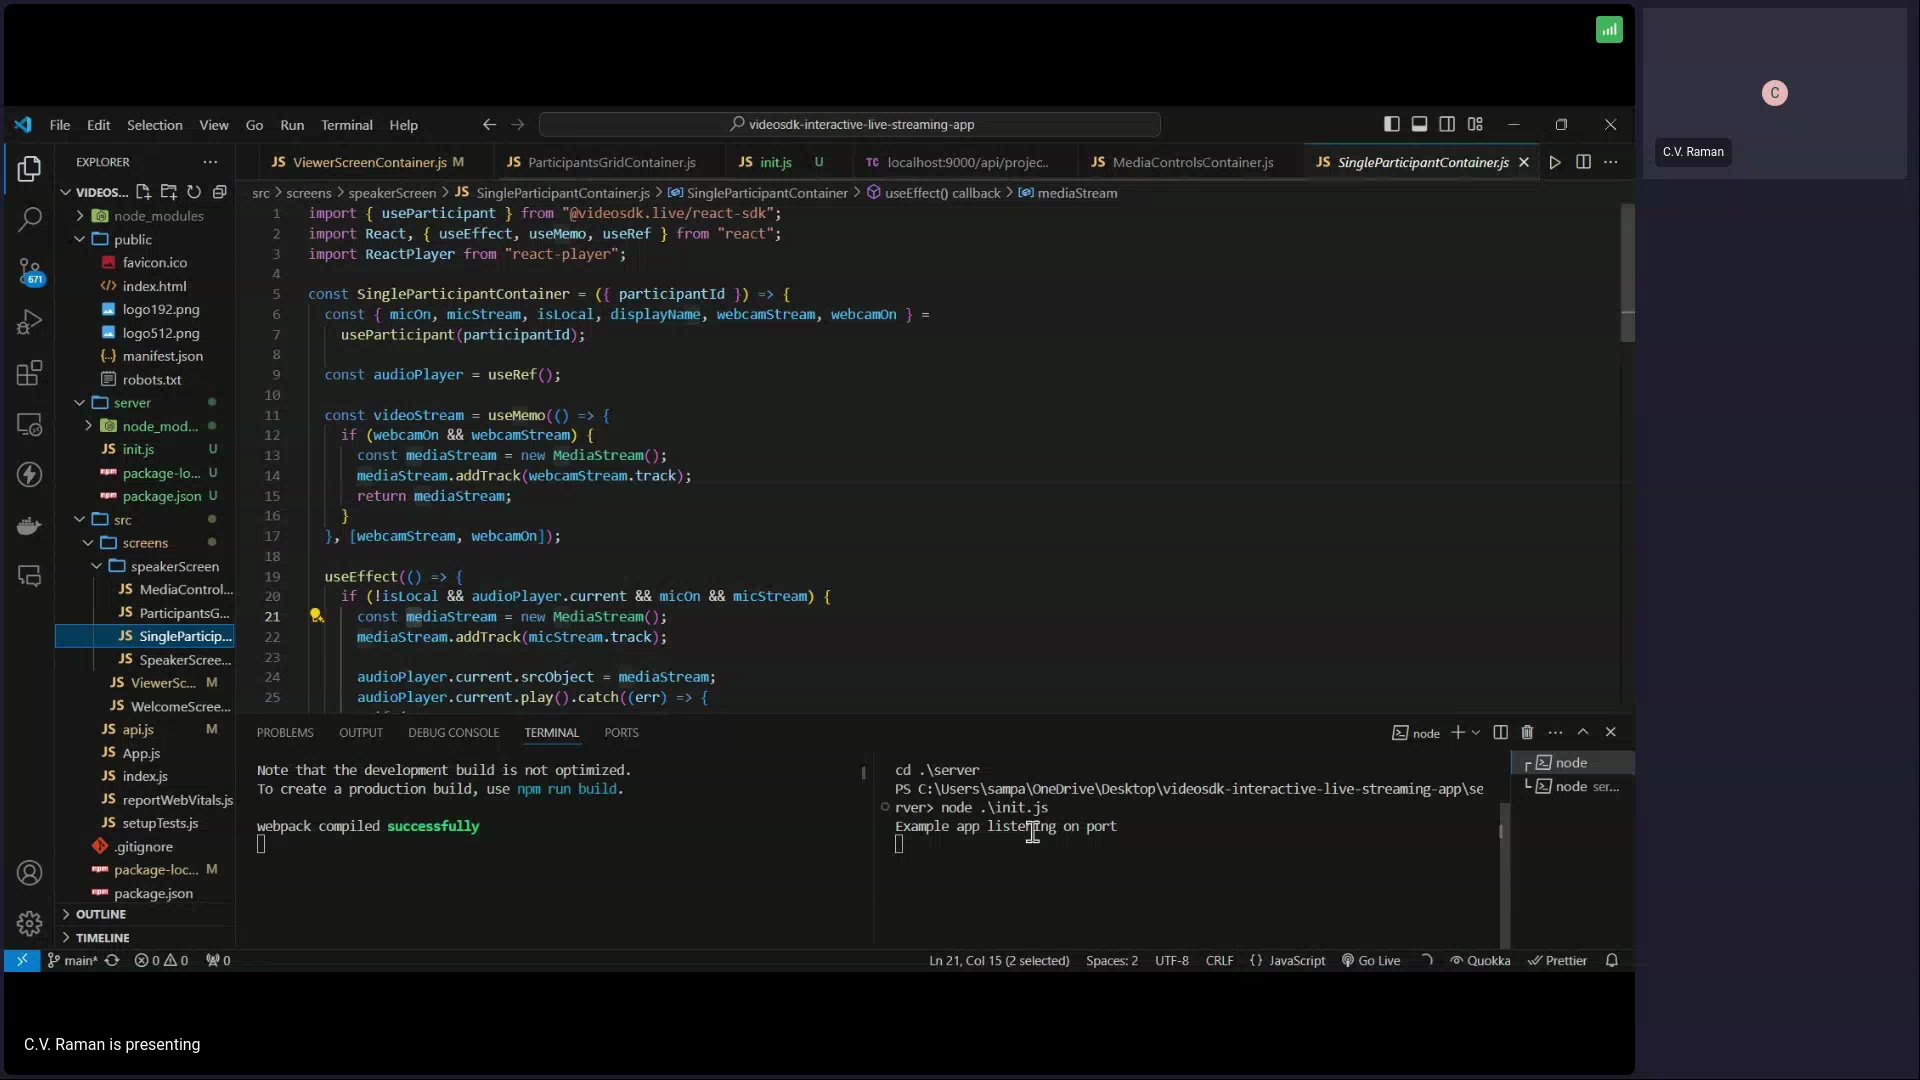 File Edit Selection View Go Run Terminal Help
videosdk-interactive-live-streaming-app
C
C.V. Raman
EXPLORER
VIDEOS...
node_modules
public
favicon.ico
index.html
logo192.png
logo512.png
manifest.json
robots.txt
server
node_mod...
init.js U
package-lo... U
package.json U
src
screens
speakerScreen
MediaControl...
ParticipantsG...
SingleParticip...
SpeakerScree...
ViewerSc... M
WelcomeScree...
api.js M
App.js
index.js
reportWebVitals.js
setupTests.js
.gitignore
package-loc... M
package.json
OUTLINE
TIMELINE
671
JS ViewerScreenContainer.js M JS ParticipantsGridContainer.js JS init.js U TC localhost:9000/api/projec.. JS MediaControlsContainer.js JS SingleParticipantContainer.js
src > screens > speakerScreen > JS SingleParticipantContainer.js > SingleParticipantContainer > useEffect() callback > mediaStream
1 import { useParticipant } from "@videosdk.live/react-sdk";
2 import React, { useEffect, useMemo, useRef } from "react";
3 import ReactPlayer from "react-player";
4
5 const SingleParticipantContainer = ({ participantId }) => {
6 const { micOn, micStream, isLocal, displayName, webcamStream, webcamOn } =
7 useParticipant(participantId);
8
9 const audioPlayer = useRef();
10
11 const videoStream = useMemo(() => {
12 if (webcamOn && webcamStream) {
13 const mediaStream = new MediaStream();
14 mediaStream.addTrack(webcamStream.track);
15 return mediaStream;
16 }
17 }, [webcamStream, webcamOn]);
18
19 useEffect(() => {
20 if (!isLocal && audioPlayer.current && micOn && micStream) {
21 const mediaStream = new MediaStream();
22 mediaStream.addTrack(micStream.track);
23
24 audioPlayer.current.srcObject = mediaStream;
25 audioPlayer.current.play().catch((err) => {
PROBLEMS OUTPUT DEBUG CONSOLE TERMINAL PORTS
node
Note that the development build is not optimized.
To create a production build, use npm run build.
webpack compiled successfully
cd .\server
PS C:\Users\sampa\OneDrive\Desktop\videosdk-interactive-live-streaming-app\se
rver> node .\init.js
Example app listening on port
node
node ser...
main* 0 0 0
Ln 21, Col 15 (2 selected) Spaces: 2 UTF-8 CRLF {} JavaScript Go Live Quokka Prettier
C.V. Raman is presenting